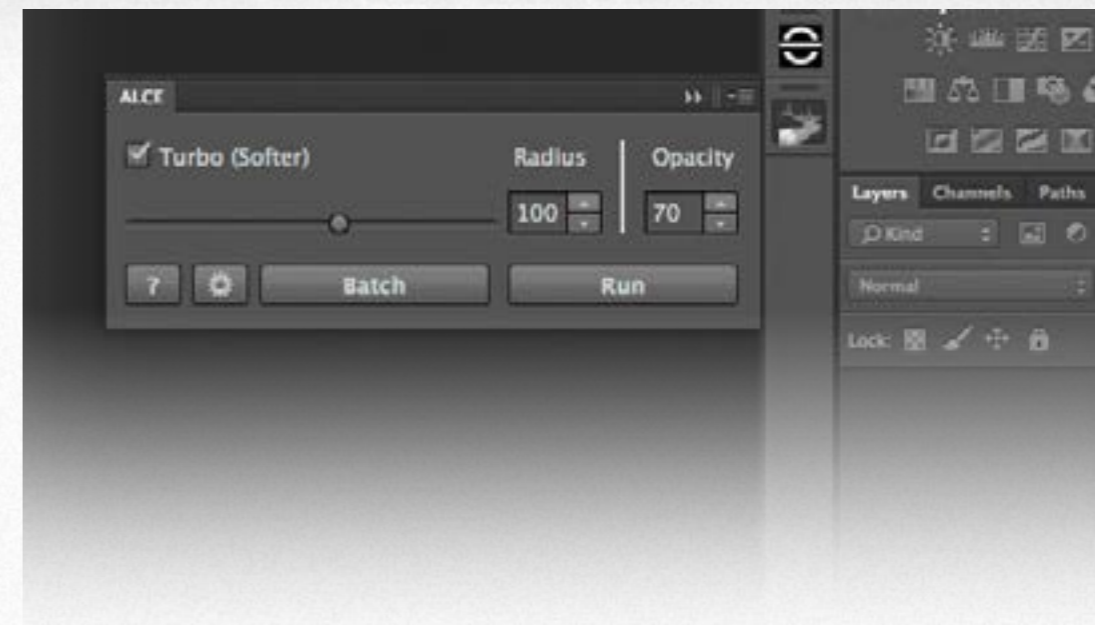 ALCE
Turbo (Softer)
Radius
Opacity
100
70
?
Batch
Run
Layers
Channels
Paths
Kind
Normal
Lock: